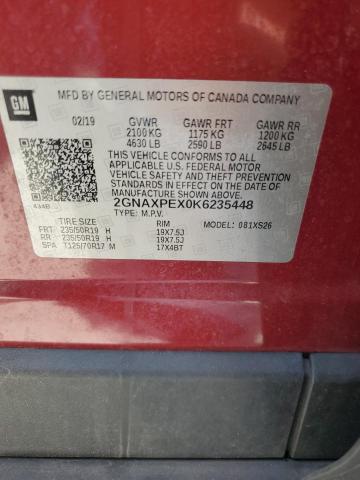 GM
MFD BY GENERAL MOTORS OF CANADA COMPANY
02/19 GVWR GAWR FRT GAWR RR
2100 KG 1175 KG 1200 KG
4630 LB 2590 LB 2645 LB
THIS VEHICLE CONFORMS TO ALL
APPLICABLE U.S. FEDERAL MOTOR
VEHICLE SAFETY AND THEFT PREVENTION
STANDARDS IN EFFECT ON THE DATE OF
MANUFACTURE SHOWN ABOVE.
2GNAXPEX0K6235448
TYPE: M.P.V. MODEL: 081XS26
TIRE SIZE RIM
FRT 235/50R19 H 19X7.5J
RR 235/50R19 H 19X7.5J
SPA T125/70R17 M 17X4BT